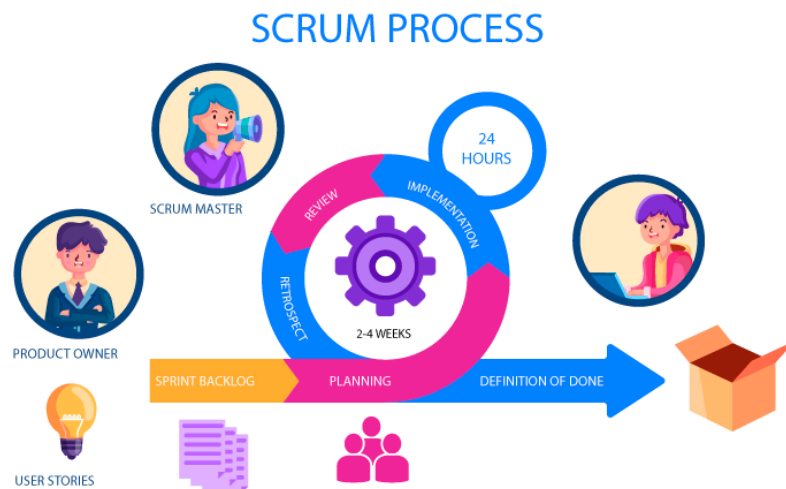 SCRUM PROCESS
24
HOURS
SCRUM MASTER
REVIEW
IMPLEMENTATION
RETROSPECT
2-4 WEEKS
PRODUCT OWNER
SPRINT BACKLOG
PLANNING
DEFINITION OF DONE
USER STORIES